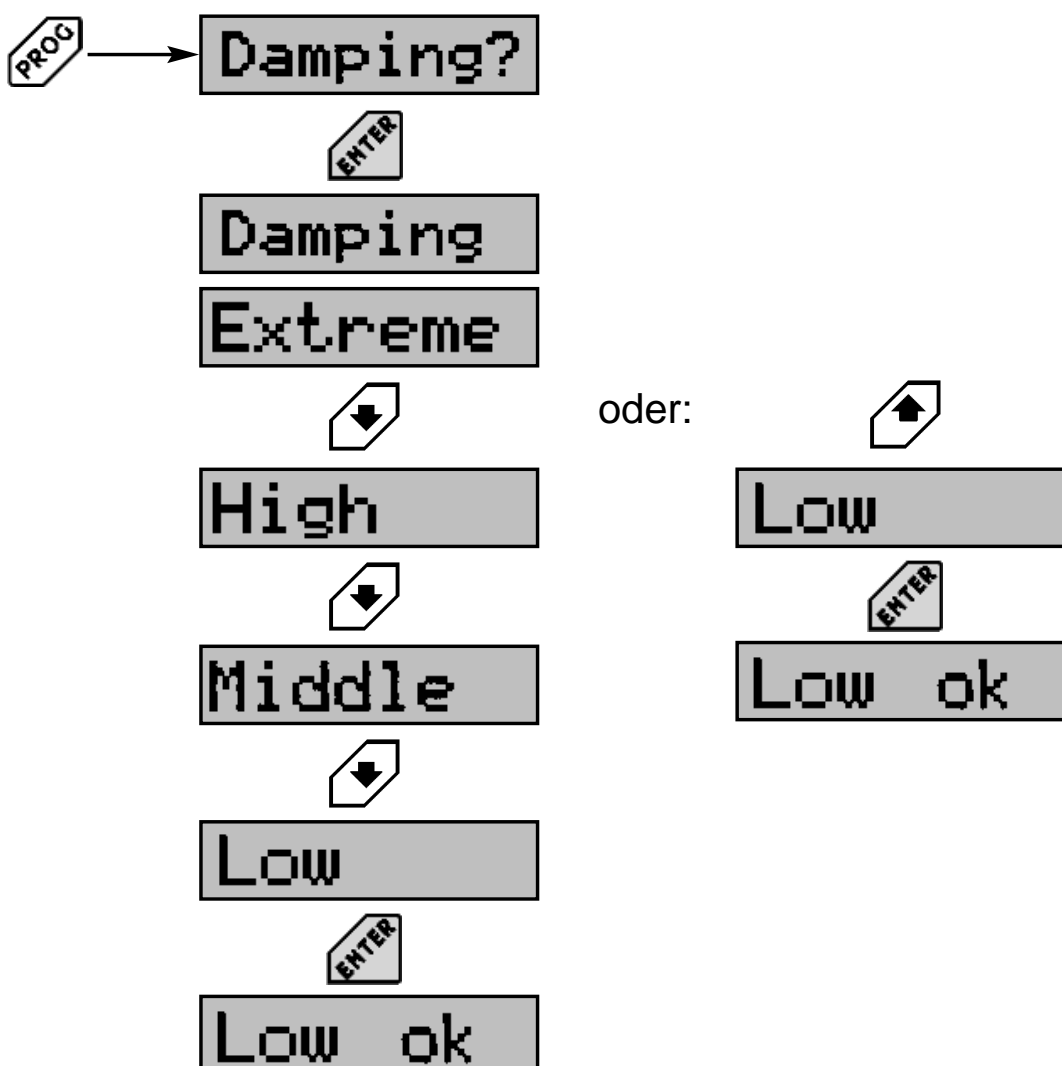 PROG
Damping?
ENTER
Damping
Extreme
oder:
High
Low
ENTER
Middle
Low ok
Low
ENTER
Low ok